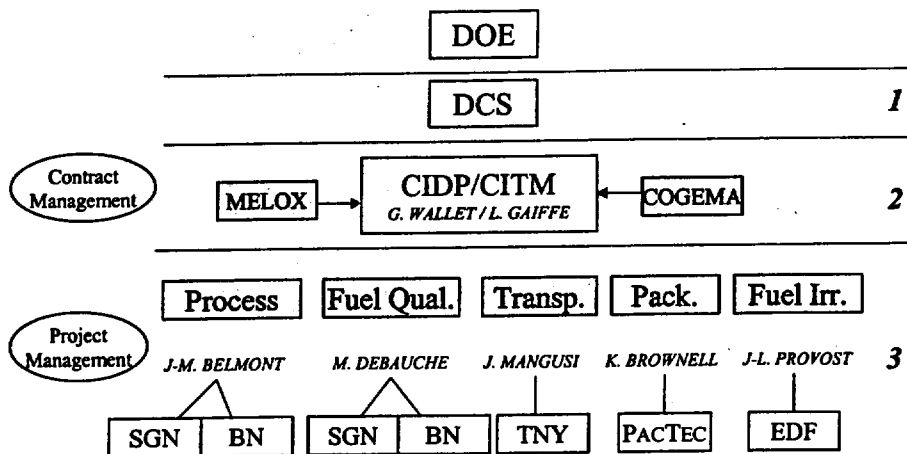 DOE
DCS
1
Contract
Management
MELOX
CIDP/CITM
G. WALLET / L. GAIFFE
COGEMA
2
Process
Fuel Qual.
Transp.
Pack.
Fuel Irr.
Project
Management
J-M. BELMONT
M. DEBAUCHE
J. MANGUSI
K. BROWNELL
J-L. PROVOST
3
SGN
BN
SGN
BN
TNY
PACTEC
EDF